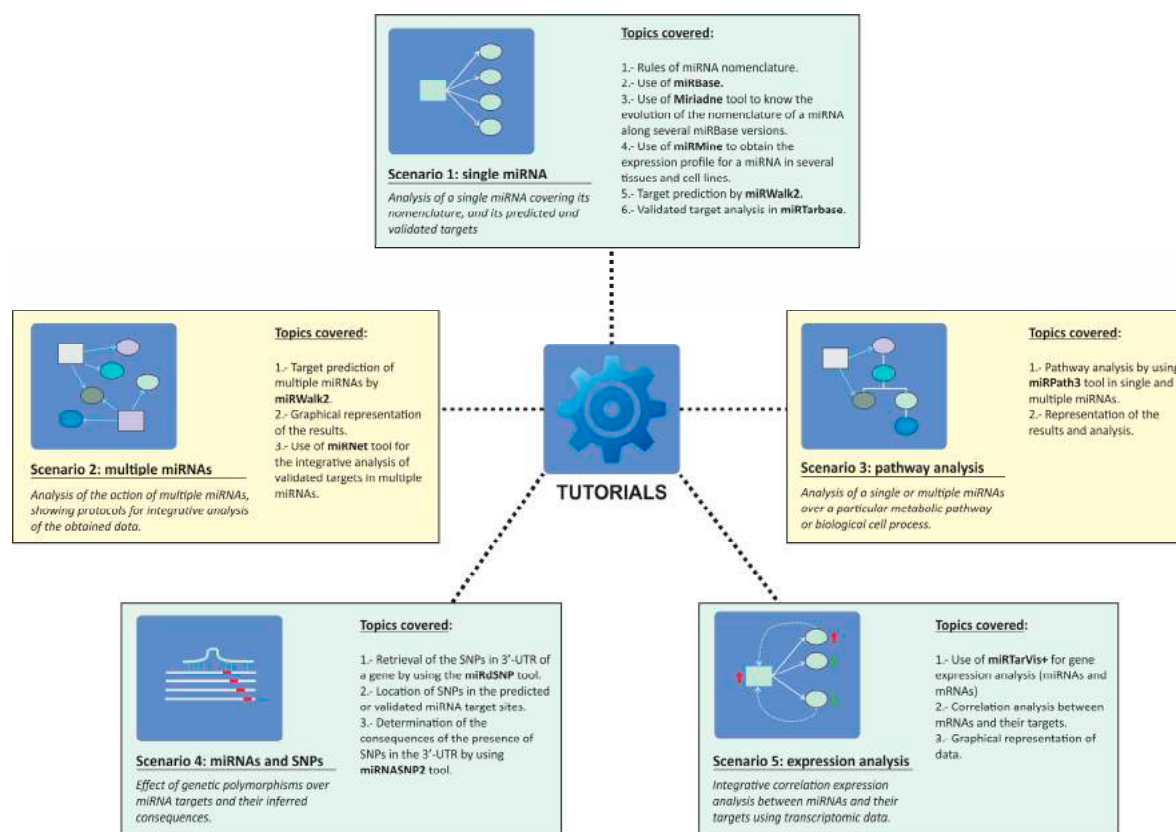 Topics covered:
1.- Rules of miRNA nomenclature.
2.- Use of miRBase.
3.- Use of Miriadne tool to know the
evolution of the nomenclature of a miRNA
along several miRBase versions.
4.- Use of miRMine to obtain the
expression profile for a miRNA in several
tissues and cell lines.
5.- Target prediction by miRWalk2.
6.- Validated target analysis in miRTarbase.
Scenario 1: single miRNA
Analysis of a single miRNA covering its
nomenclature, and its predicted and
validated targets
Topics covered:
1.- Target prediction of
multiple miRNAs by
miRWalk2.
2.- Graphical representation
of the results.
3.- Use of miRNet tool for
the integrative analysis of
validated targets in multiple
miRNAs.
Scenario 2: multiple miRNAs
Analysis of the action of multiple miRNAs,
showing protocols for integrative analysis
of the obtained data.
TUTORIALS
Topics covered:
1.- Pathway analysis by using
miRPath3 tool in single and
multiple miRNAs.
2.- Representation of the
results and analysis.
Scenario 3: pathway analysis
Analysis of a single or multiple miRNAs
over a particular metabolic pathway
or biological cell process.
Topics covered:
1.- Retrieval of the SNPs in 3'-UTR of
a gene by using the miRdSNP tool.
2.- Location of SNPs in the predicted
or validated miRNA target sites.
3.- Determination of the
consequences of the presence of
SNPs in the 3'-UTR by using
miRNASNP2 tool.
Scenario 4: miRNAs and SNPs
Effect of genetic polymorphisms over
miRNA targets and their inferred
consequences.
Topics covered:
1.- Use of miRTarVis+ for gene
expression analysis (miRNAs and
mRNAs)
2.- Correlation analysis between
mRNAs and their targets.
3.- Graphical representation of
data.
Scenario 5: expression analysis
Integrative correlation expression
analysis between miRNAs and their
targets using transcriptomic data.